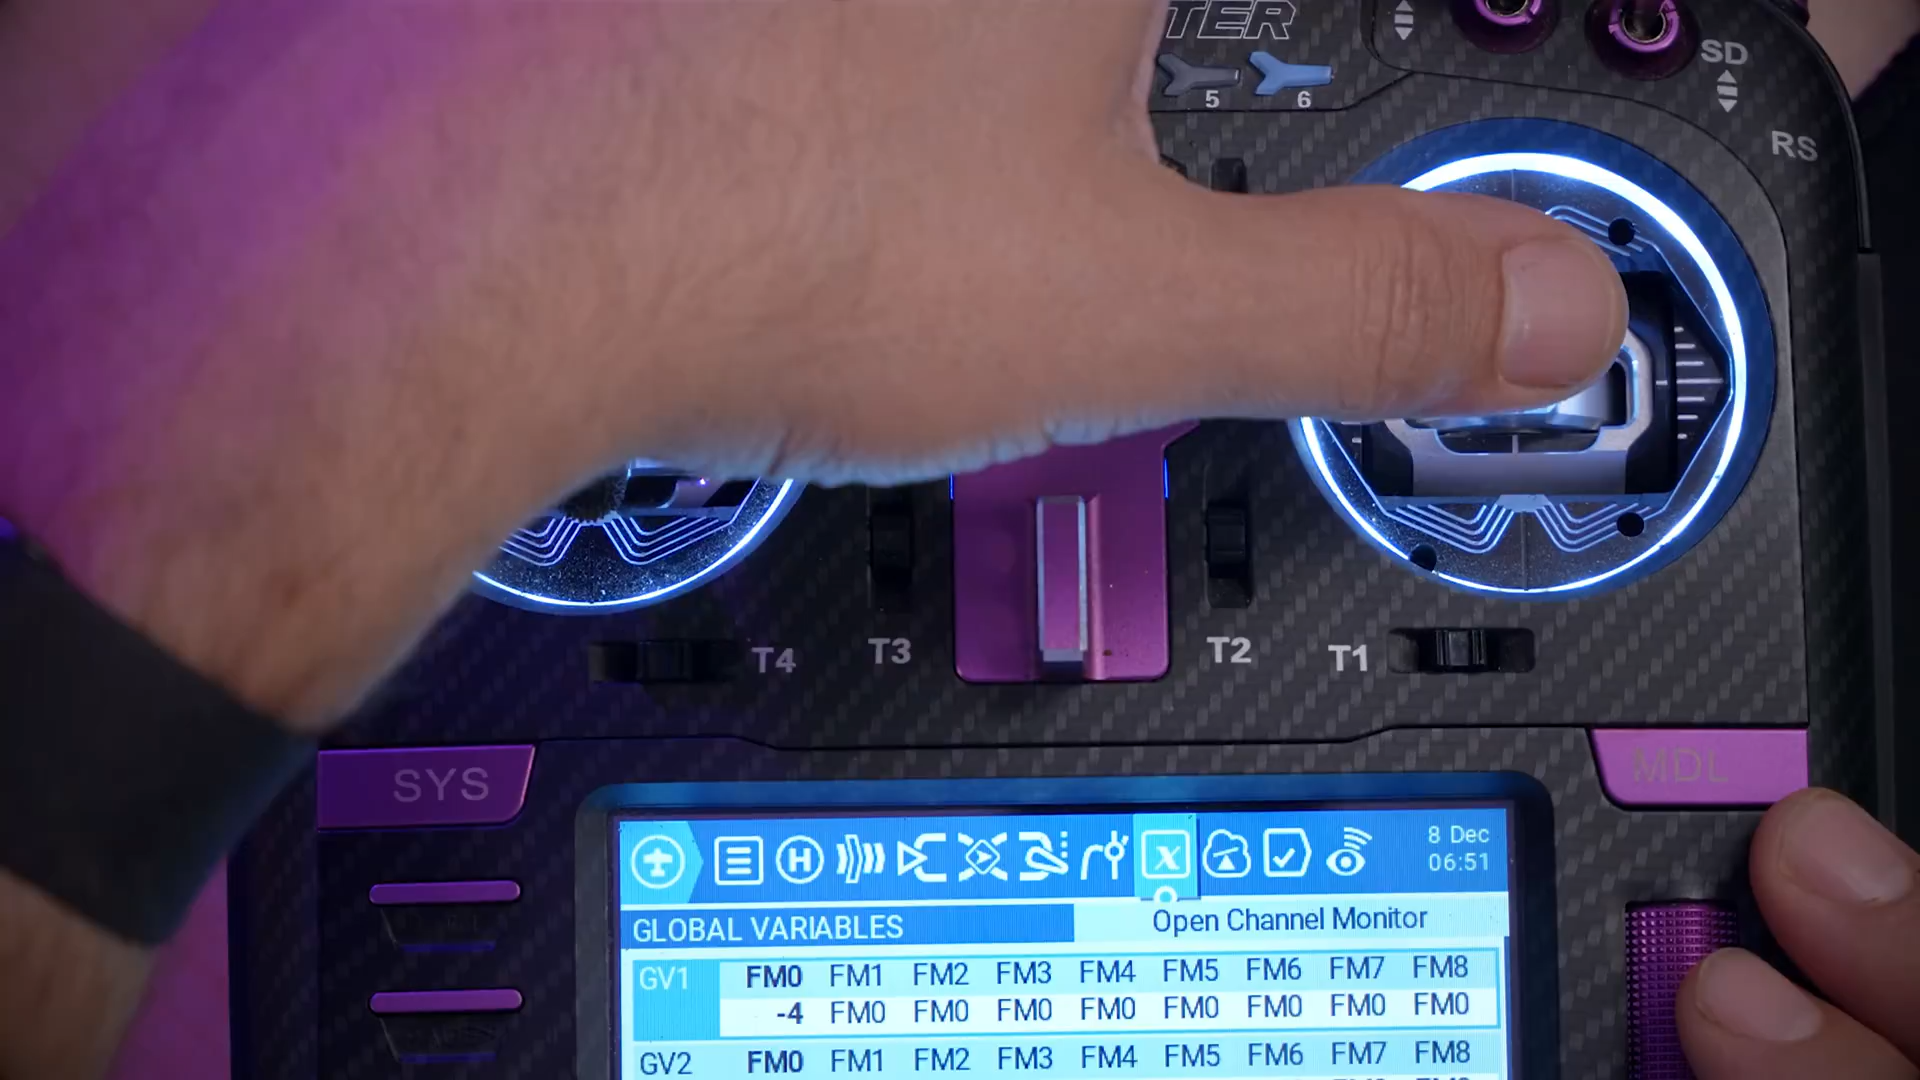 TER
5 6
SD
RS
T4 T3 T2 T1
SYS
MDL
8 Dec
06:51
GLOBAL VARIABLES
Open Channel Monitor
GV1 FM0 FM1 FM2 FM3 FM4 FM5 FM6 FM7 FM8
-4 FM0 FM0 FM0 FM0 FM0 FM0 FM0 FM0
GV2 FM0 FM1 FM2 FM3 FM4 FM5 FM6 FM7 FM8